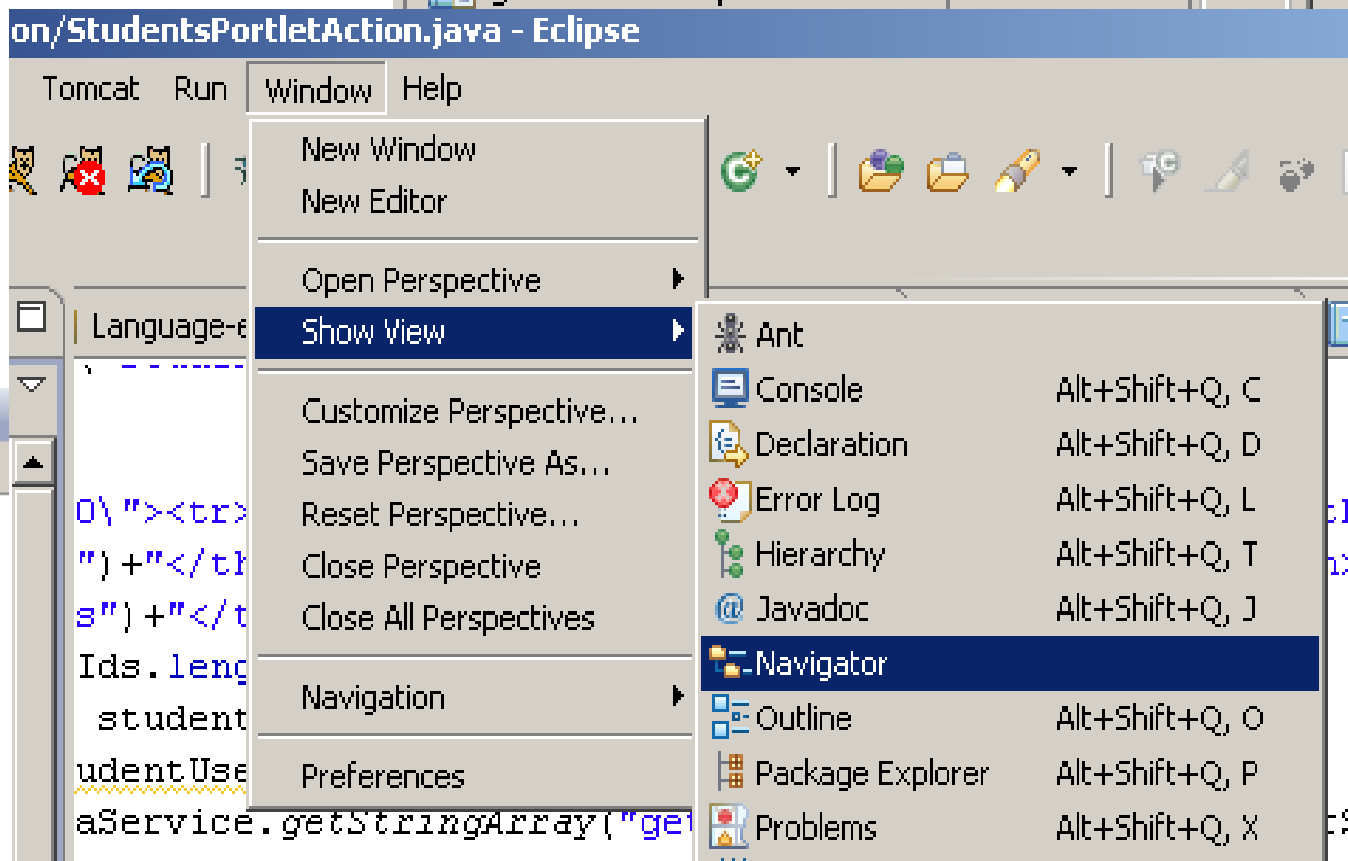 on/StudentsPortletAction.java - Eclipse
Tomcat Run Window Help
New Window
New Editor
Open Perspective
Show View
Customize Perspective...
Save Perspective As...
Reset Perspective...
Close Perspective
Close All Perspectives
Navigation
Preferences
Ant
Console Alt+Shift+Q, C
Declaration Alt+Shift+Q, D
Error Log Alt+Shift+Q, L
Hierarchy Alt+Shift+Q, T
Javadoc Alt+Shift+Q, J
Navigator
Outline Alt+Shift+Q, O
Package Explorer Alt+Shift+Q, P
Problems Alt+Shift+Q, X
Language-e
0\"><tr>
")+"</th
s")+"</t
Ids.leng
student
udentUse
aService.getStringArray("get